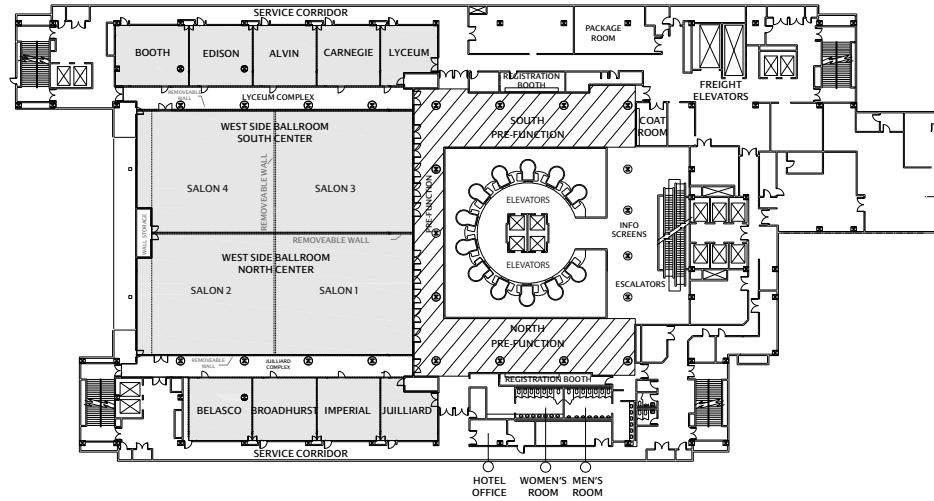 SERVICE CORRIDOR
PACKAGE
ROOM
BOOTH
EDISON
ALVIN
CARNEGIE
LYCEUM
REGISTRATION
BOOTH
FREIGHT
ELEVATORS
REMOVEABLE
WALL
LYCEUM COMPLEX
WEST SIDE BALLROOM
SOUTH CENTER
SOUTH
PRE-FUNCTION
COAT
ROOM
SALON 4
REMOVEABLE WALL
SALON 3
PRE-FUNCTION
ELEVATORS
WALL STORAGE
REMOVEABLE WALL
INFO
SCREENS
WEST SIDE BALLROOM
NORTH CENTER
ELEVATORS
SALON 2
SALON 1
ESCALATORS
NORTH
PRE-FUNCTION
REMOVEABLE
WALL
JUILLIARD
COMPLEX
REGISTRATION BOOTH
BELASCO
BROADHURST
IMPERIAL
JUILLIARD
SERVICE CORRIDOR
HOTEL
OFFICE
WOMEN'S
ROOM
MEN'S
ROOM